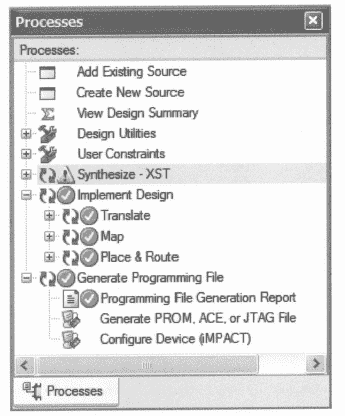 Processes
Processes:
Add Existing Source
Create New Source
View Design Summary
Design Utilities
User Constraints
Synthesize - XST
Implement Design
Translate
Map
Place & Route
Generate Programming File
Programming File Generation Report
Generate PROM, ACE, or JTAG File
Configure Device (iMPACT)
Processes